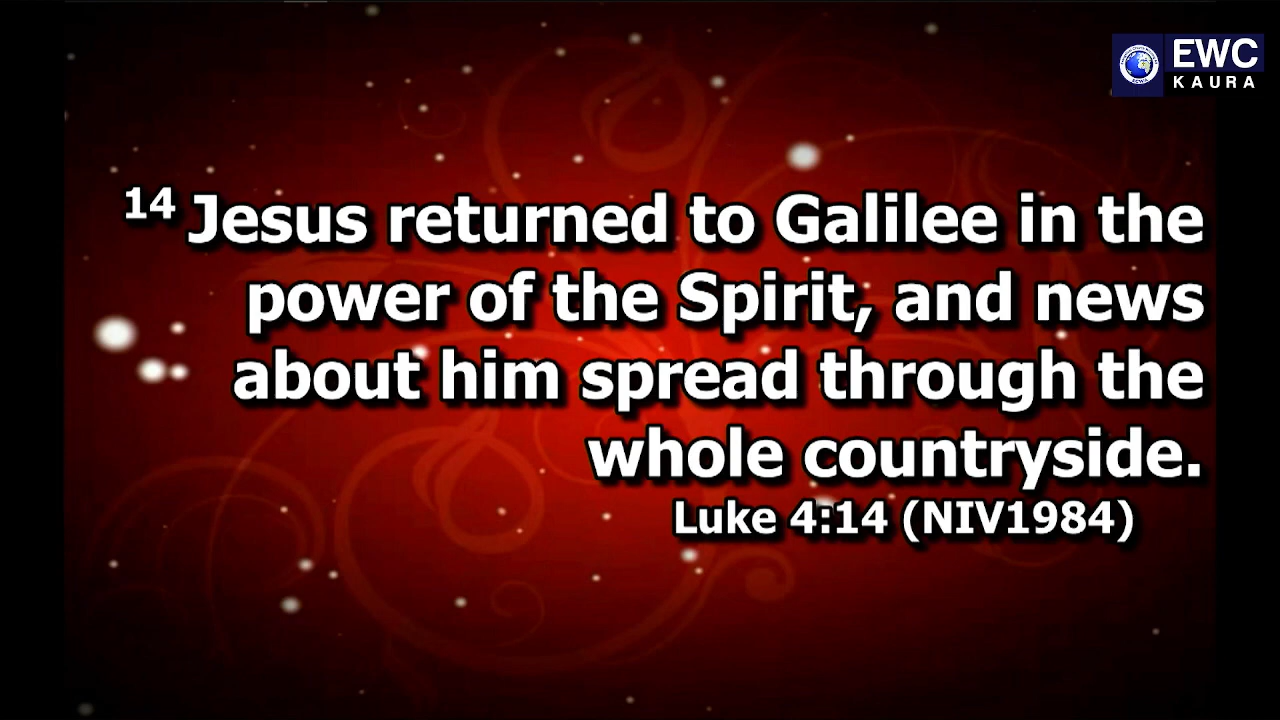 EWC
KAURA
14 Jesus returned to Galilee in the
power of the Spirit, and news
about him spread through the
whole countryside.
Luke 4:14 (NIV1984)